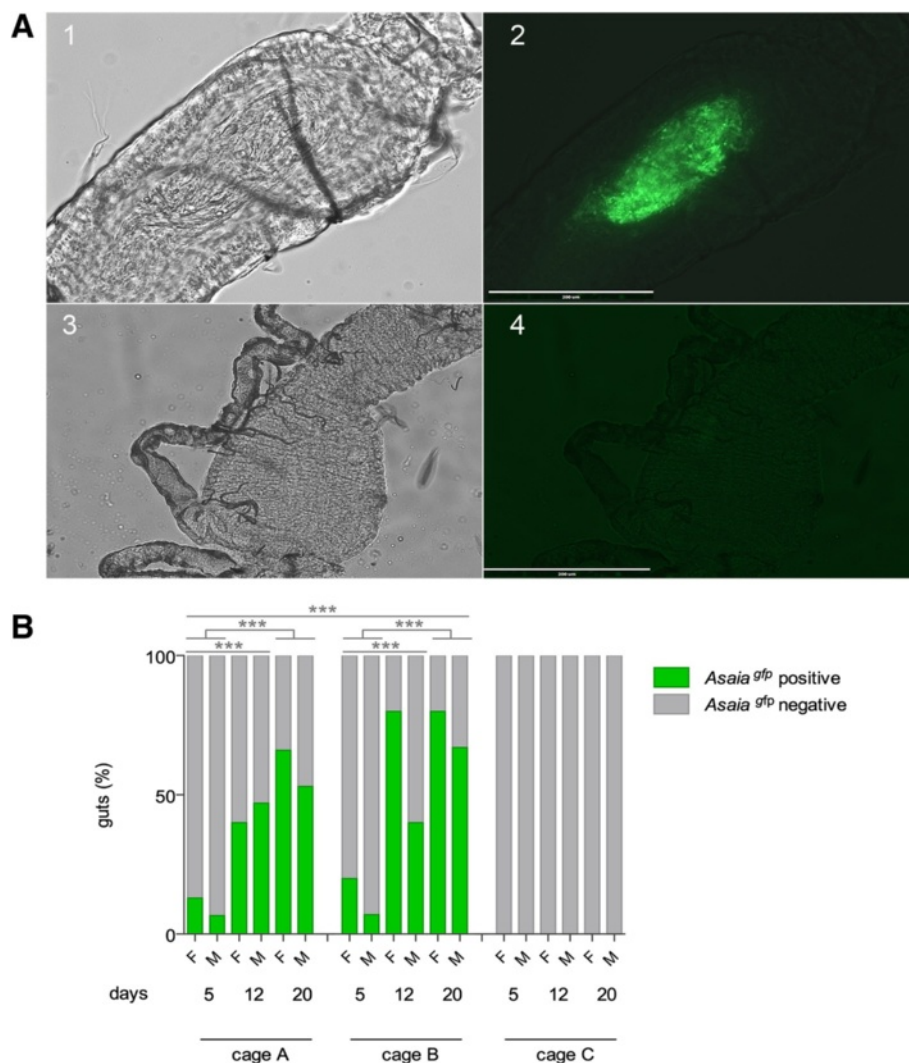 A
1
2
3
4
B
***
*** ***
*** ***
100
50
0
guts (%)
Asaia gfp positive
Asaia gfp negative
F M F M F M F M F M F M F M F M F M
days 5 12 20 5 12 20 5 12 20
cage A cage B cage C